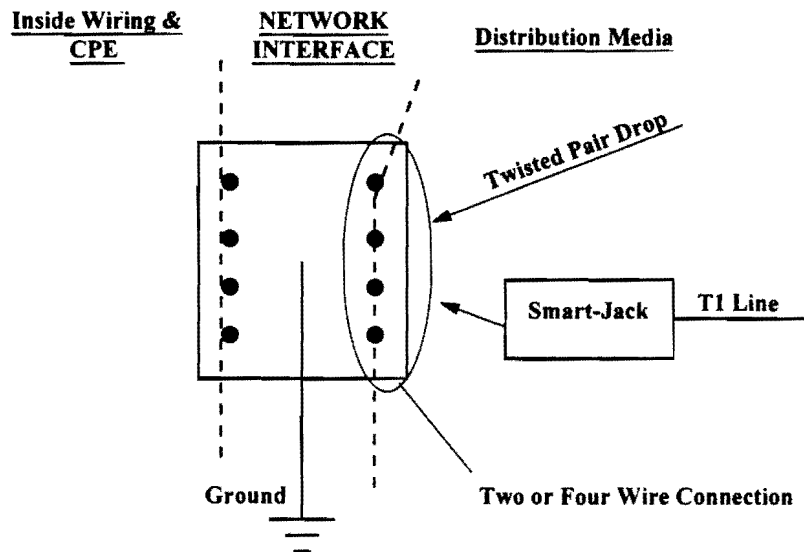 Inside Wiring &
CPE
NETWORK
INTERFACE
Distribution Media
Twisted Pair Drop
Smart-Jack
T1 Line
Ground
Two or Four Wire Connection